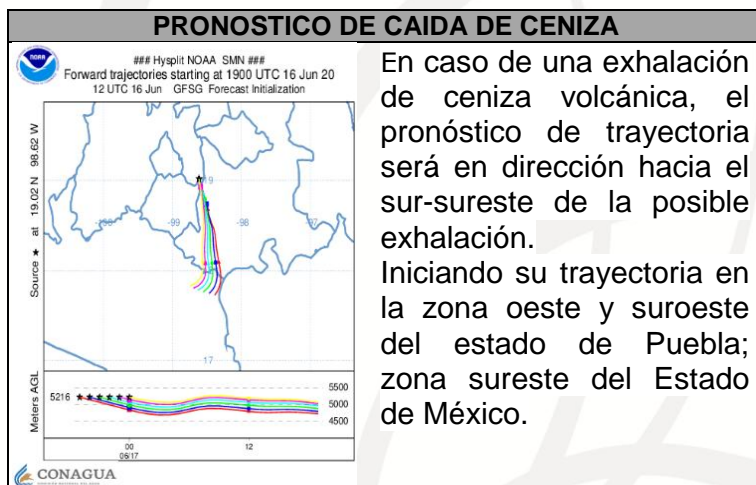 PRONOSTICO DE CAIDA DE CENIZA
NOAA
### Hysplit NOAA SMN ###
Forward trajectories starting at 1900 UTC 16 Jun 20
12 UTC 16 Jun GFSG Forecast Initialization
Source ★ at 19.02 N 98.62 W
19
-100
-99
-98
-97
17
Meters AGL
5216
5500
5000
4500
00
12
06/17
CONAGUA
En caso de una exhalación
de ceniza volcánica, el
pronóstico de trayectoria
será en dirección hacia el
sur-sureste de la posible
exhalación.
Iniciando su trayectoria en
la zona oeste y suroeste
del estado de Puebla;
zona sureste del Estado
de México.